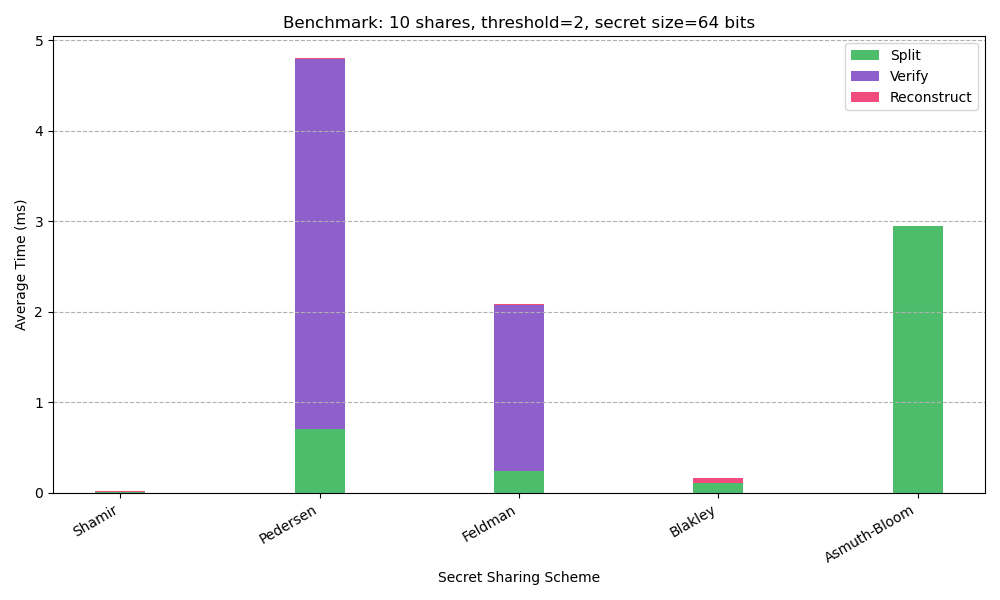 Benchmark: 10 shares, threshold=2, secret size=64 bits
Split
Verify
Reconstruct
5
4
3
2
1
0
Average Time (ms)
Shamir
Pedersen
Feldman
Blakley
Asmuth-Bloom
Secret Sharing Scheme